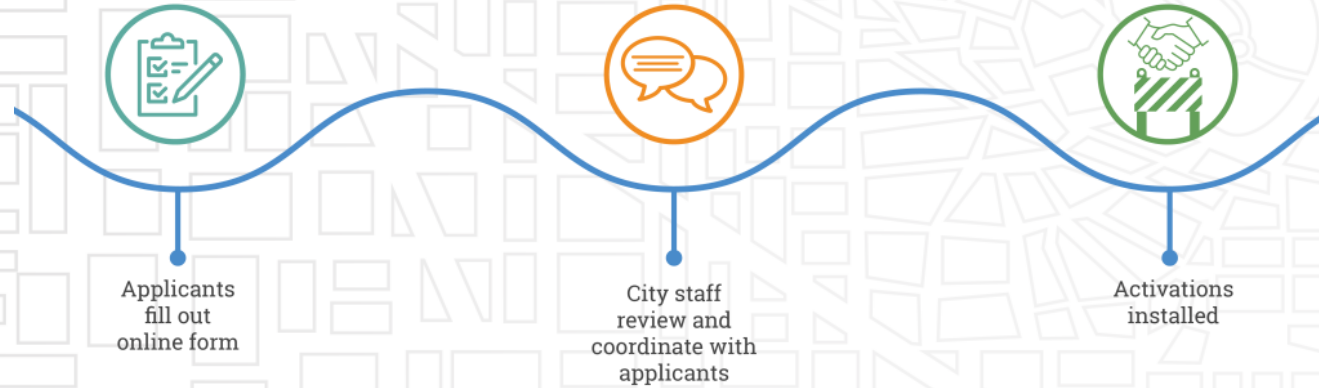 Applicants
fill out
online form
City staff
review and
coordinate with
applicants
Activations
installed